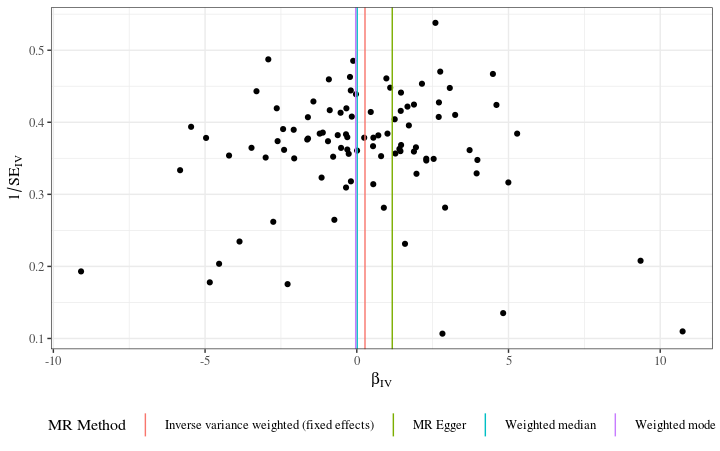 0.5
0.4
0.3
0.2
0.1
1/SE_IV
-10 -5 0 5 10
β_IV
MR Method Inverse variance weighted (fixed effects) MR Egger Weighted median Weighted mode